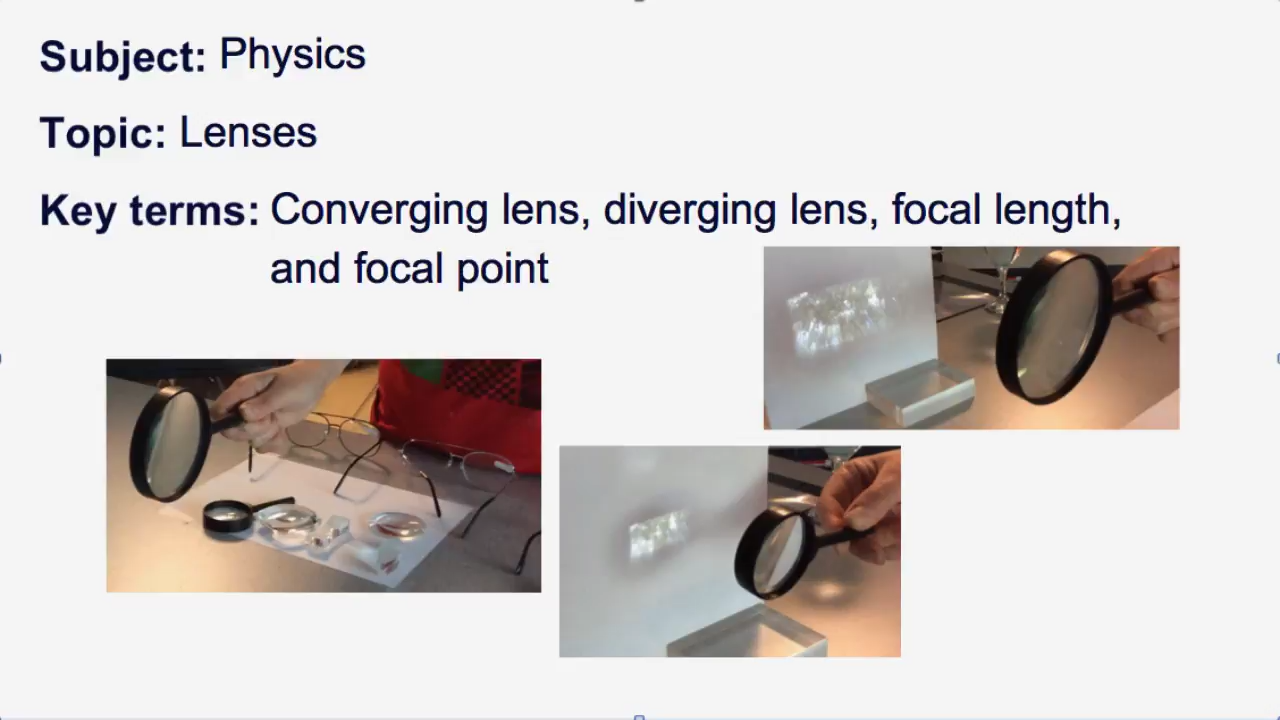 Subject: Physics
Topic: Lenses
Key terms: Converging lens, diverging lens, focal length,
and focal point